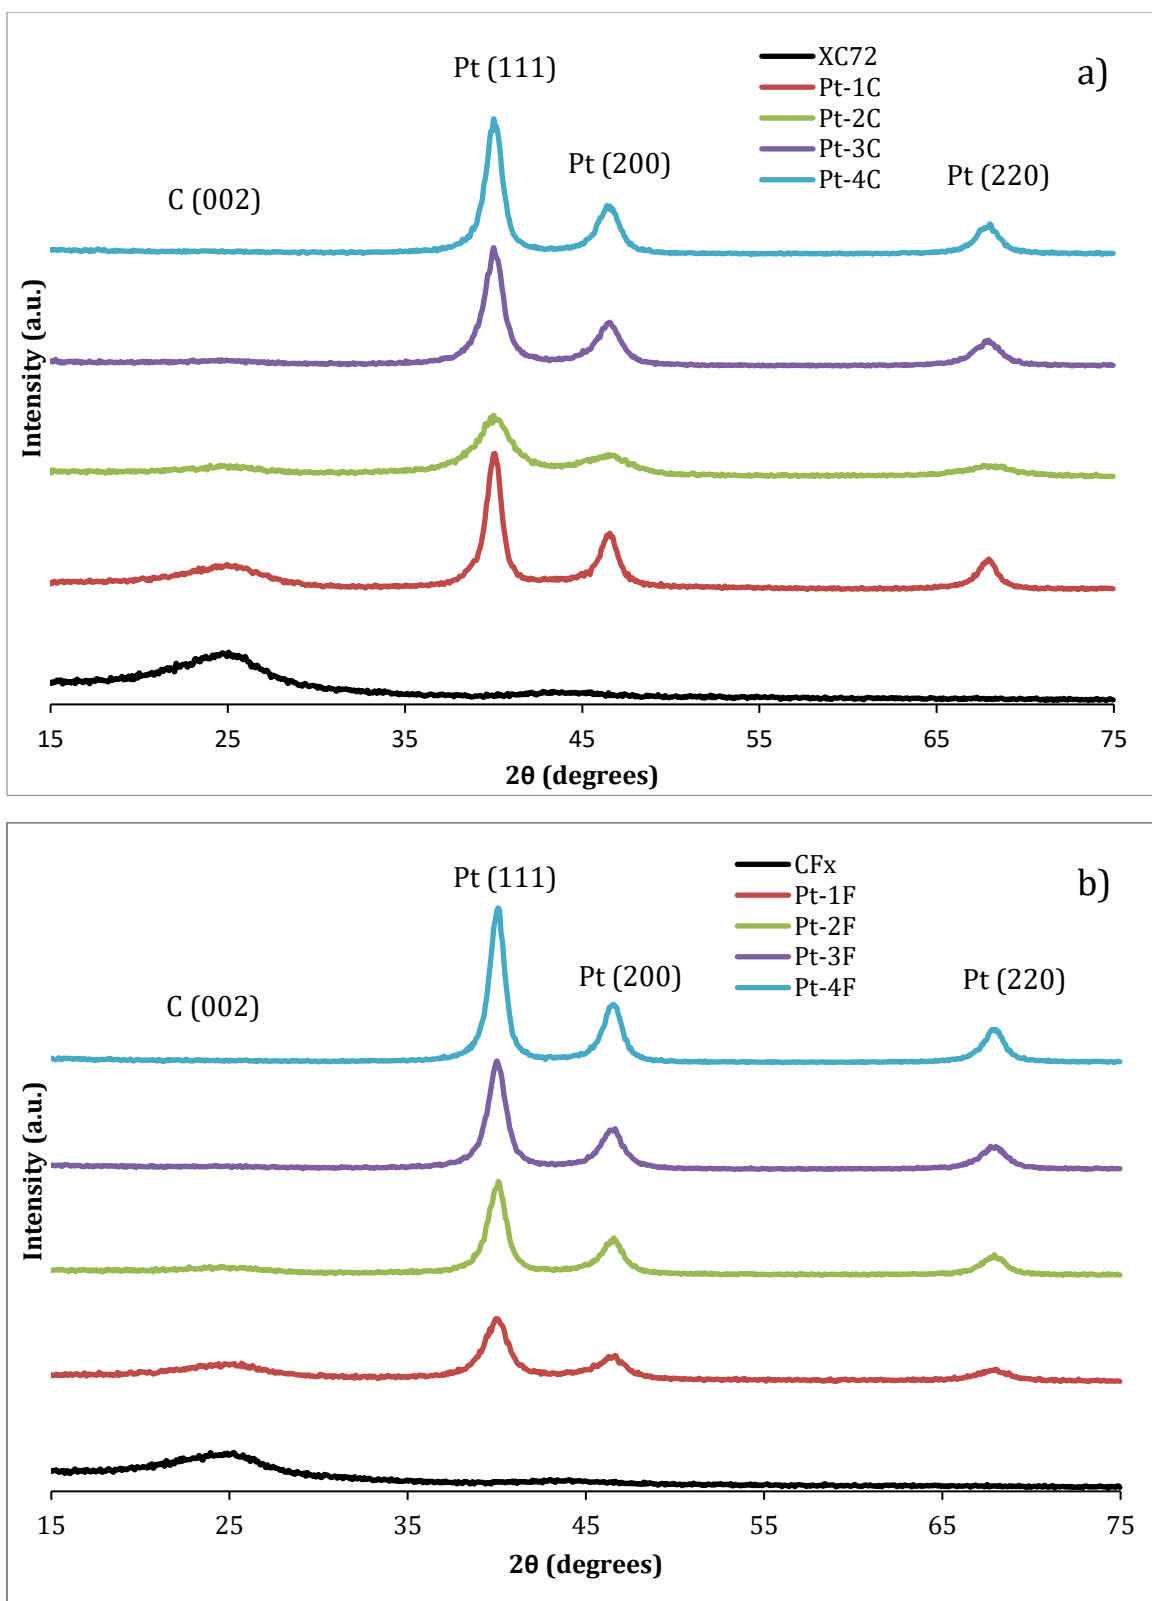 XC72
Pt-1C
Pt-2C
Pt-3C
Pt-4C
a)
Pt (111)
Pt (200)
Pt (220)
C (002)
Intensity (a.u.)
15 25 35 45 55 65 75
2θ (degrees)
CFx
Pt-1F
Pt-2F
Pt-3F
Pt-4F
b)
Pt (111)
Pt (200)
Pt (220)
C (002)
Intensity (a.u.)
15 25 35 45 55 65 75
2θ (degrees)